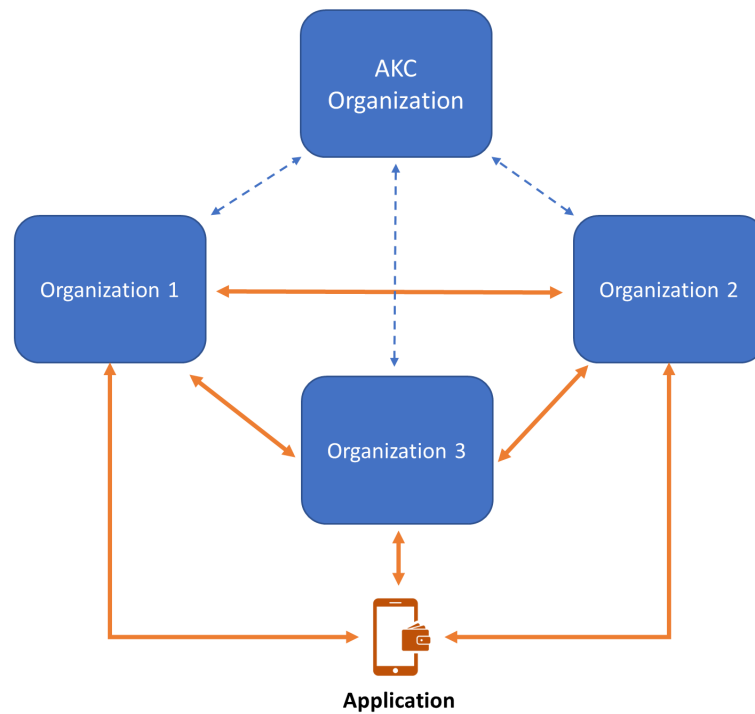 AKC
Organization
Organization 1
Organization 2
Organization 3
Application